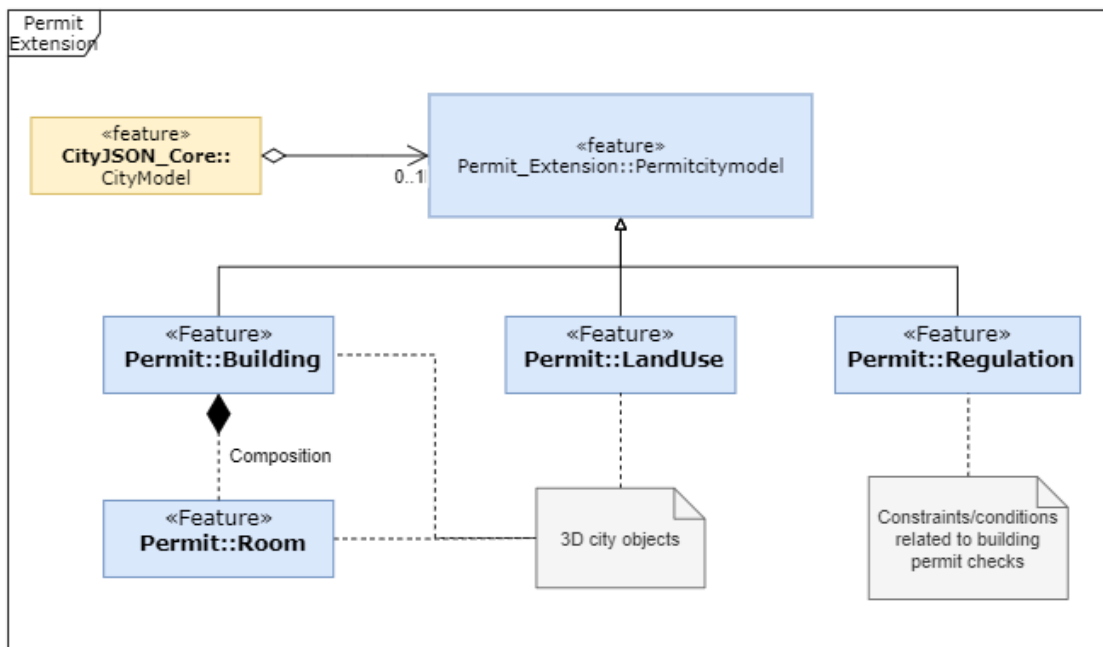 Permit
Extension
«feature»
CityJSON_Core::
CityModel
0..1
«feature»
Permit_Extension::Permitcitymodel
«Feature»
Permit::Building
«Feature»
Permit::LandUse
«Feature»
Permit::Regulation
Composition
«Feature»
Permit::Room
3D city objects
Constraints/conditions
related to building
permit checks